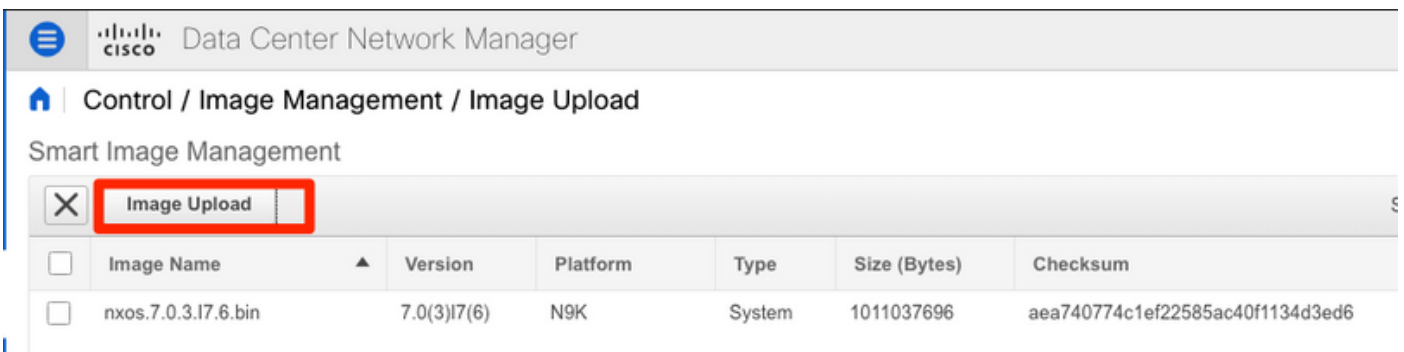 cisco Data Center Network Manager
Control / Image Management / Image Upload
Smart Image Management
Image Upload
Image Name Version Platform Type Size (Bytes) Checksum
nxos.7.0.3.I7.6.bin 7.0(3)I7(6) N9K System 1011037696 aea740774c1ef22585ac40f1134d3ed6